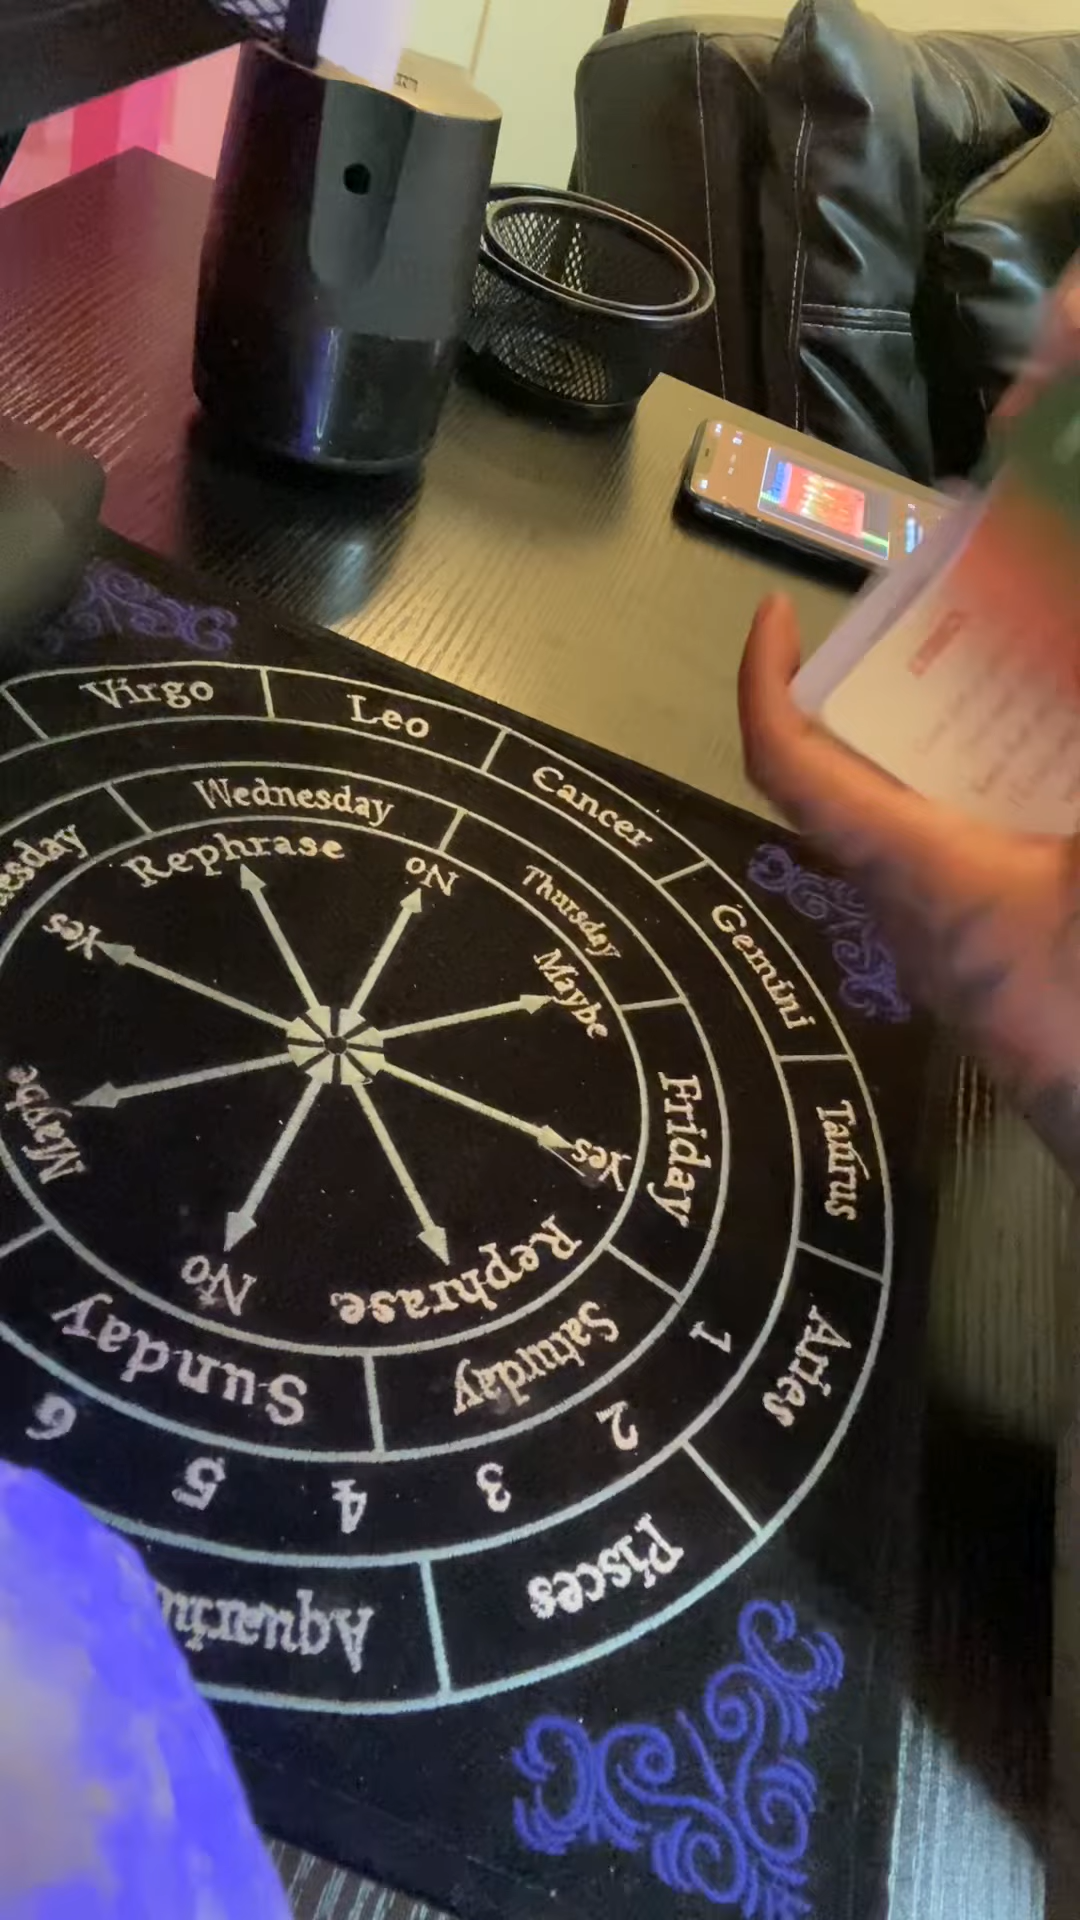 Virgo
Leo
Cancer
Gemini
Taurus
Aries
Pisces
Wednesday
Thursday
Friday
Saturday
Sunday
1
2
3
4
5
6
Rephrase
No
Maybe
Yes
Rephrase
No
Maybe
Yes